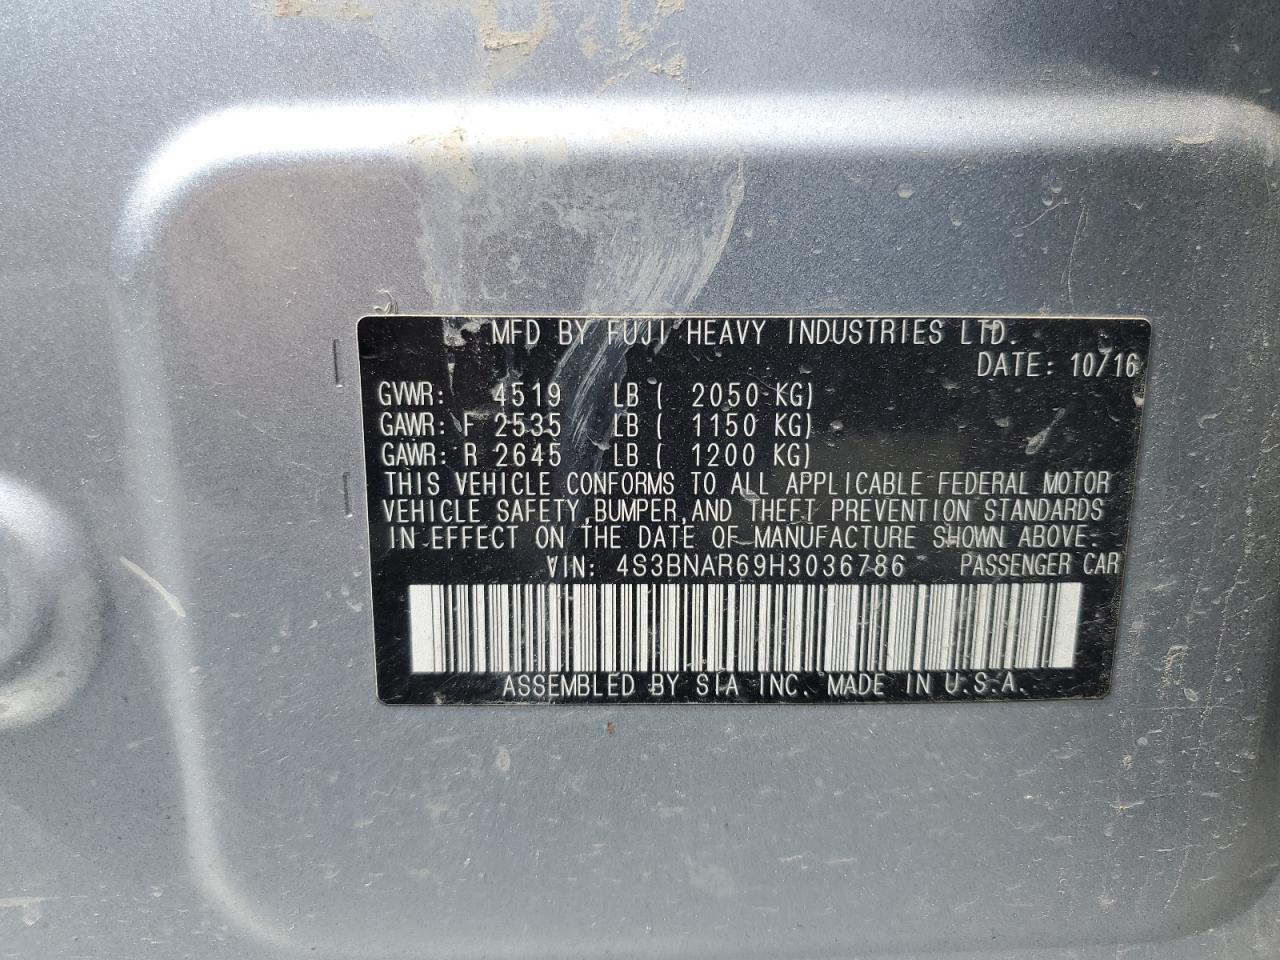 MFD BY FUJI HEAVY INDUSTRIES LTD.
DATE: 10/16
GVWR: 4519 LB ( 2050 KG)
GAWR: F 2535 LB ( 1150 KG)
GAWR: R 2645 LB ( 1200 KG)
THIS VEHICLE CONFORMS TO ALL APPLICABLE FEDERAL MOTOR
VEHICLE SAFETY,BUMPER,AND THEFT PREVENTION STANDARDS
IN EFFECT ON THE DATE OF MANUFACTURE SHOWN ABOVE.
VIN: 4S3BNAR69H3036786 PASSENGER CAR
ASSEMBLED BY SIA INC. MADE IN U.S.A.